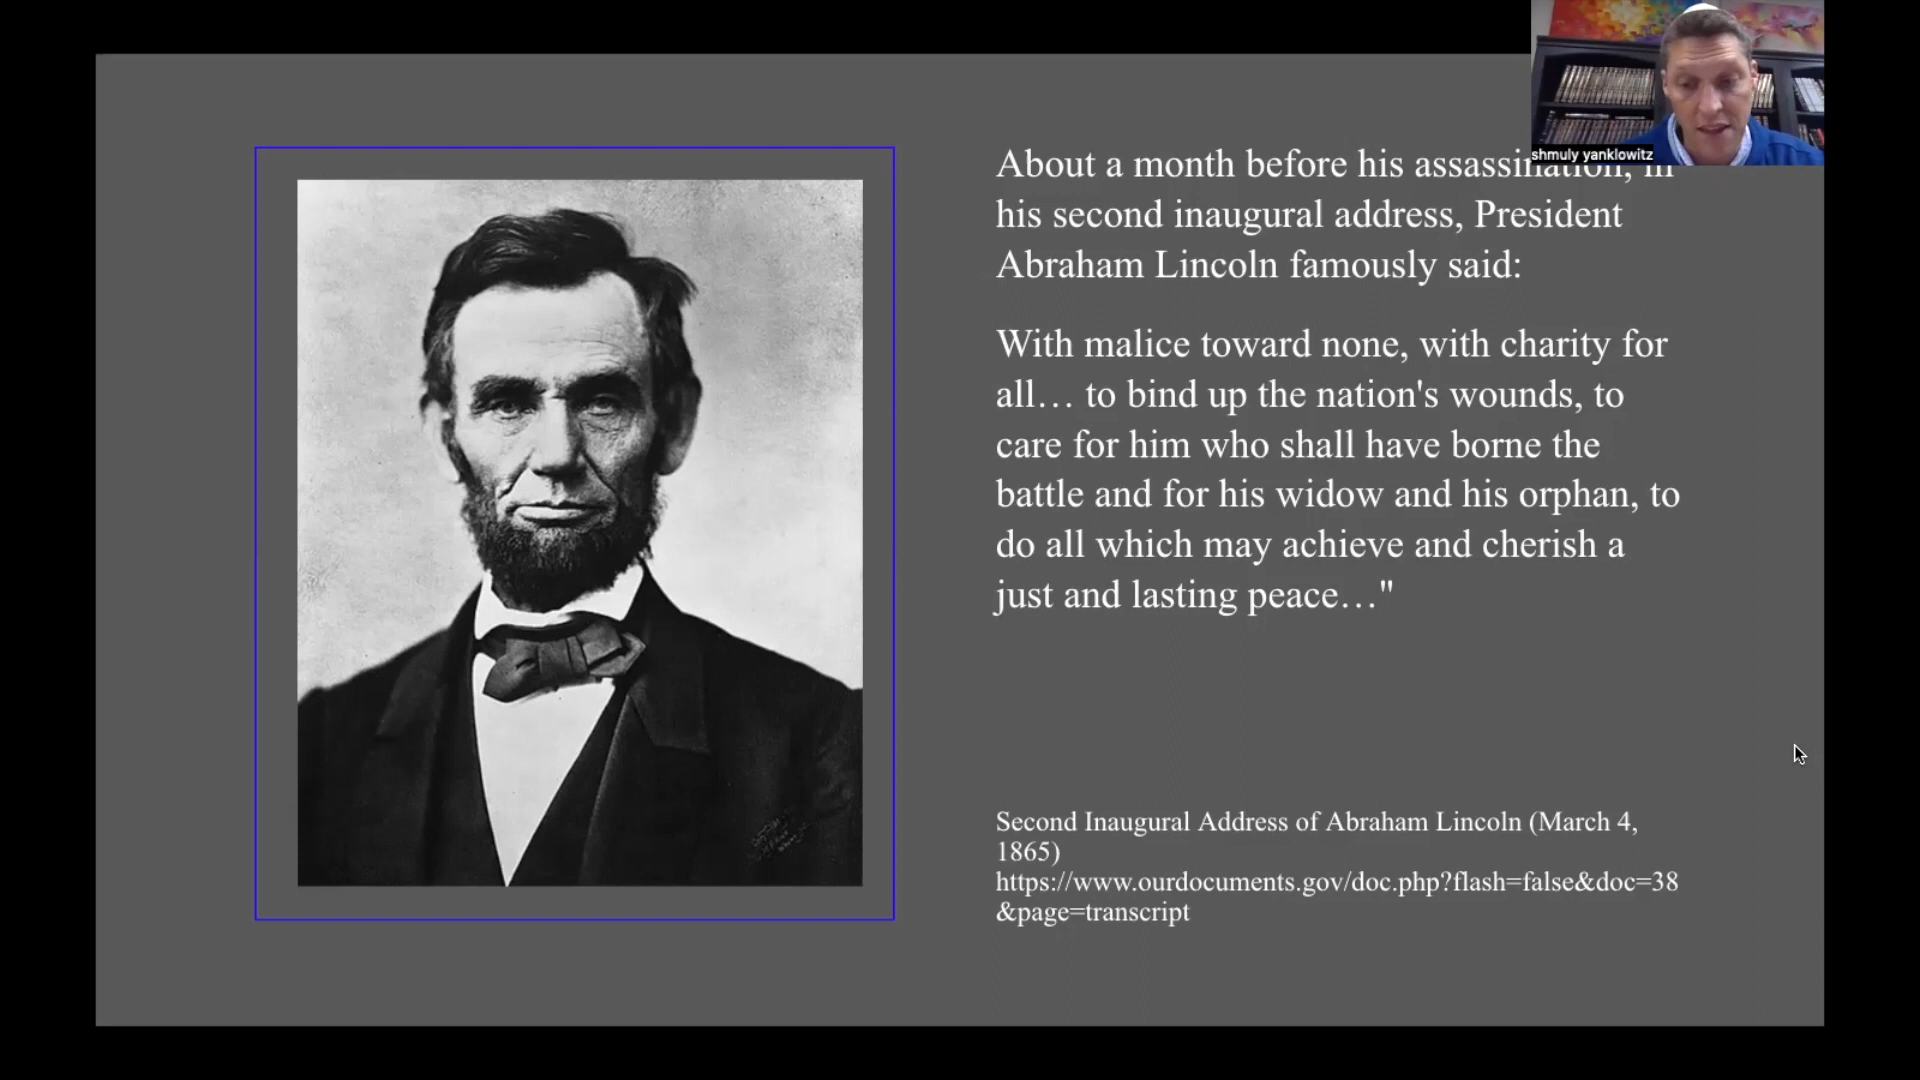 shmuly yanklowitz
About a month before his assassination, in
his second inaugural address, President
Abraham Lincoln famously said:
With malice toward none, with charity for
all… to bind up the nation's wounds, to
care for him who shall have borne the
battle and for his widow and his orphan, to
do all which may achieve and cherish a
just and lasting peace…"
Second Inaugural Address of Abraham Lincoln (March 4,
1865)
https://www.ourdocuments.gov/doc.php?flash=false&doc=38
&page=transcript